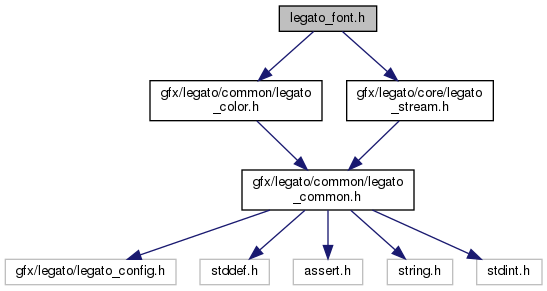 legato_font.h
gfx/legato/common/legato
_color.h
gfx/legato/core/legato
_stream.h
gfx/legato/common/legato
_common.h
gfx/legato/legato_config.h
stddef.h
assert.h
string.h
stdint.h